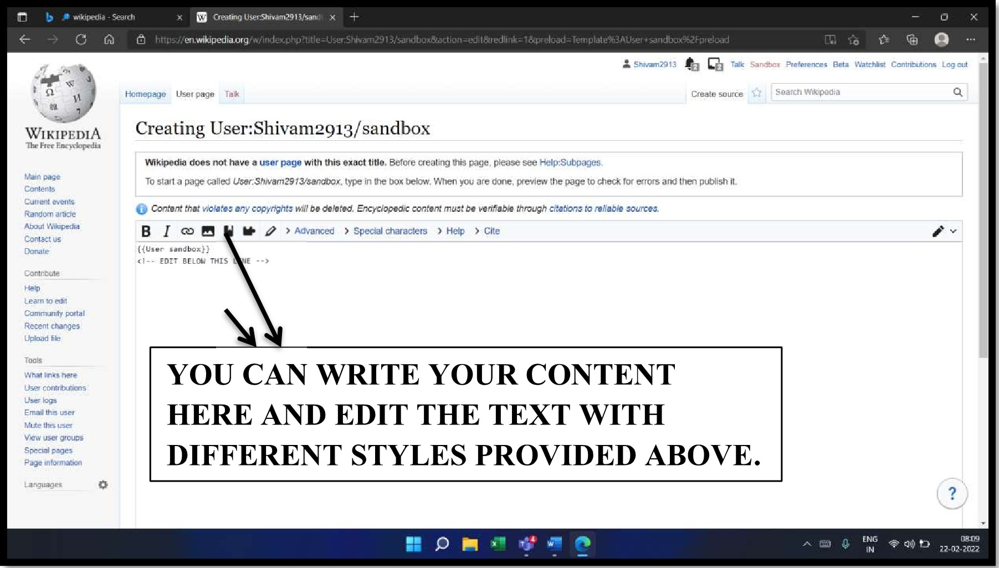 wikipedia - Search
Creating User:Shivam2913/sand
https://en.wikipedia.org/w/index.php?title=User:Shivam2913/sandbox&action=edit&redlink=1&preload=Template%3AUser+sandbox%2Fpreload
Shivam2913 2 2 Talk Sandbox Preferences Beta Watchlist Contributions Log out
Homepage User page Talk Create source Search Wikipedia
WIKIPEDIA
The Free Encyclopedia
Creating User:Shivam2913/sandbox
Wikipedia does not have a user page with this exact title. Before creating this page, please see Help:Subpages.
To start a page called User:Shivam2913/sandbox, type in the box below. When you are done, preview the page to check for errors and then publish it.
Content that violates any copyrights will be deleted. Encyclopedic content must be verifiable through citations to reliable sources.
B I > Advanced > Special characters > Help > Cite
{{User sandbox}}
<!-- EDIT BELOW THIS LINE -->
Main page
Contents
Current events
Random article
About Wikipedia
Contact us
Donate
Contribute
Help
Learn to edit
Community portal
Recent changes
Upload file
Tools
What links here
User contributions
User logs
Email this user
Mute this user
View user groups
Special pages
Page information
Languages
YOU CAN WRITE YOUR CONTENT
HERE AND EDIT THE TEXT WITH
DIFFERENT STYLES PROVIDED ABOVE.
?
4
ENG
IN
08:09
22-02-2022